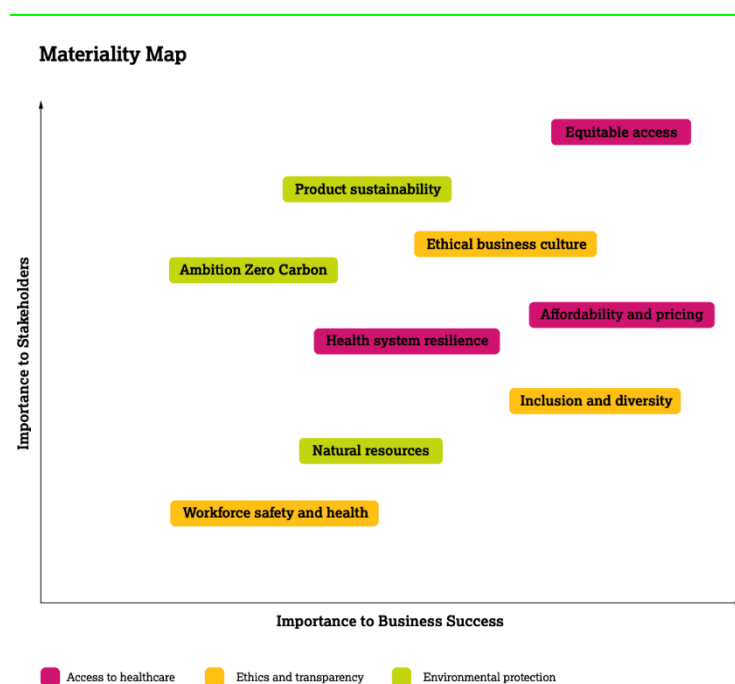 Materiality Map
Equitable access
Product sustainability
Ethical business culture
Ambition Zero Carbon
Affordability and pricing
Health system resilience
Inclusion and diversity
Natural resources
Workforce safety and health
Importance to Stakeholders
Importance to Business Success
Access to healthcare
Ethics and transparency
Environmental protection